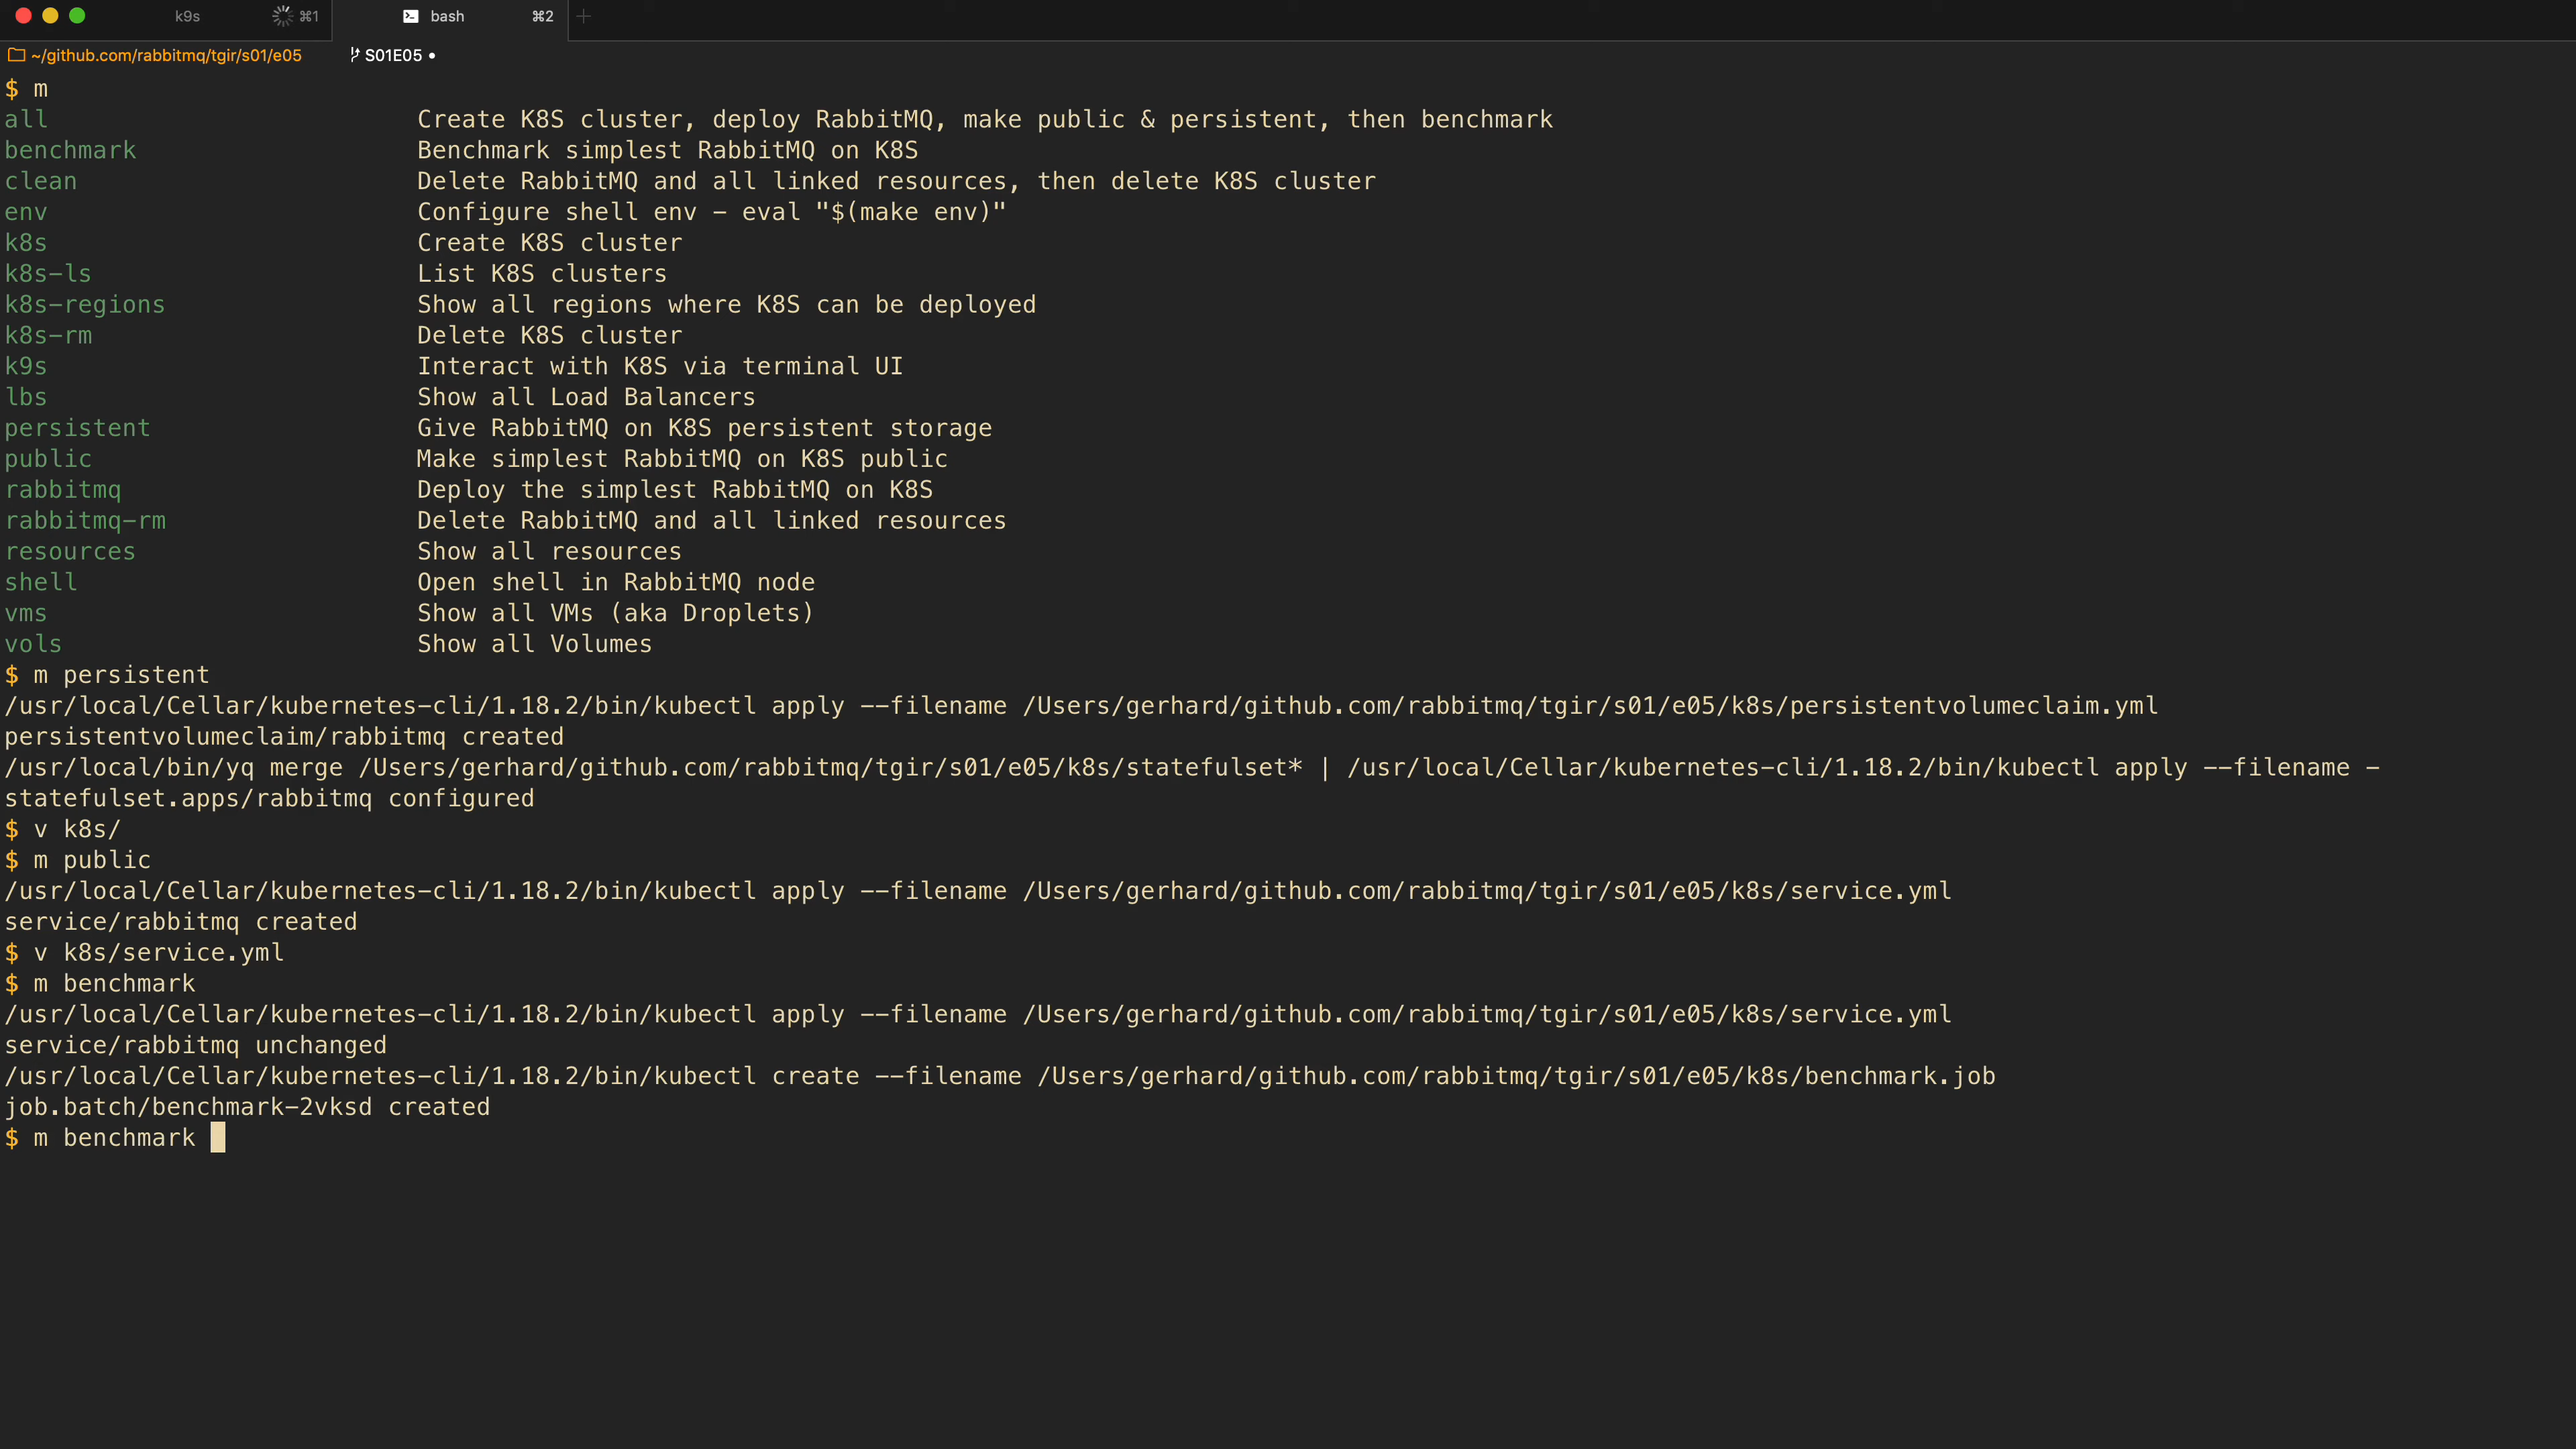 k9s ⌘1 bash ⌘2
~/github.com/rabbitmq/tgir/s01/e05 S01E05 •
$ m
all Create K8S cluster, deploy RabbitMQ, make public & persistent, then benchmark
benchmark Benchmark simplest RabbitMQ on K8S
clean Delete RabbitMQ and all linked resources, then delete K8S cluster
env Configure shell env - eval "$(make env)"
k8s Create K8S cluster
k8s-ls List K8S clusters
k8s-regions Show all regions where K8S can be deployed
k8s-rm Delete K8S cluster
k9s Interact with K8S via terminal UI
lbs Show all Load Balancers
persistent Give RabbitMQ on K8S persistent storage
public Make simplest RabbitMQ on K8S public
rabbitmq Deploy the simplest RabbitMQ on K8S
rabbitmq-rm Delete RabbitMQ and all linked resources
resources Show all resources
shell Open shell in RabbitMQ node
vms Show all VMs (aka Droplets)
vols Show all Volumes
$ m persistent
/usr/local/Cellar/kubernetes-cli/1.18.2/bin/kubectl apply --filename /Users/gerhard/github.com/rabbitmq/tgir/s01/e05/k8s/persistentvolumeclaim.yml
persistentvolumeclaim/rabbitmq created
/usr/local/bin/yq merge /Users/gerhard/github.com/rabbitmq/tgir/s01/e05/k8s/statefulset* | /usr/local/Cellar/kubernetes-cli/1.18.2/bin/kubectl apply --filename -
statefulset.apps/rabbitmq configured
$ v k8s/
$ m public
/usr/local/Cellar/kubernetes-cli/1.18.2/bin/kubectl apply --filename /Users/gerhard/github.com/rabbitmq/tgir/s01/e05/k8s/service.yml
service/rabbitmq created
$ v k8s/service.yml
$ m benchmark
/usr/local/Cellar/kubernetes-cli/1.18.2/bin/kubectl apply --filename /Users/gerhard/github.com/rabbitmq/tgir/s01/e05/k8s/service.yml
service/rabbitmq unchanged
/usr/local/Cellar/kubernetes-cli/1.18.2/bin/kubectl create --filename /Users/gerhard/github.com/rabbitmq/tgir/s01/e05/k8s/benchmark.job
job.batch/benchmark-2vksd created
$ m benchmark